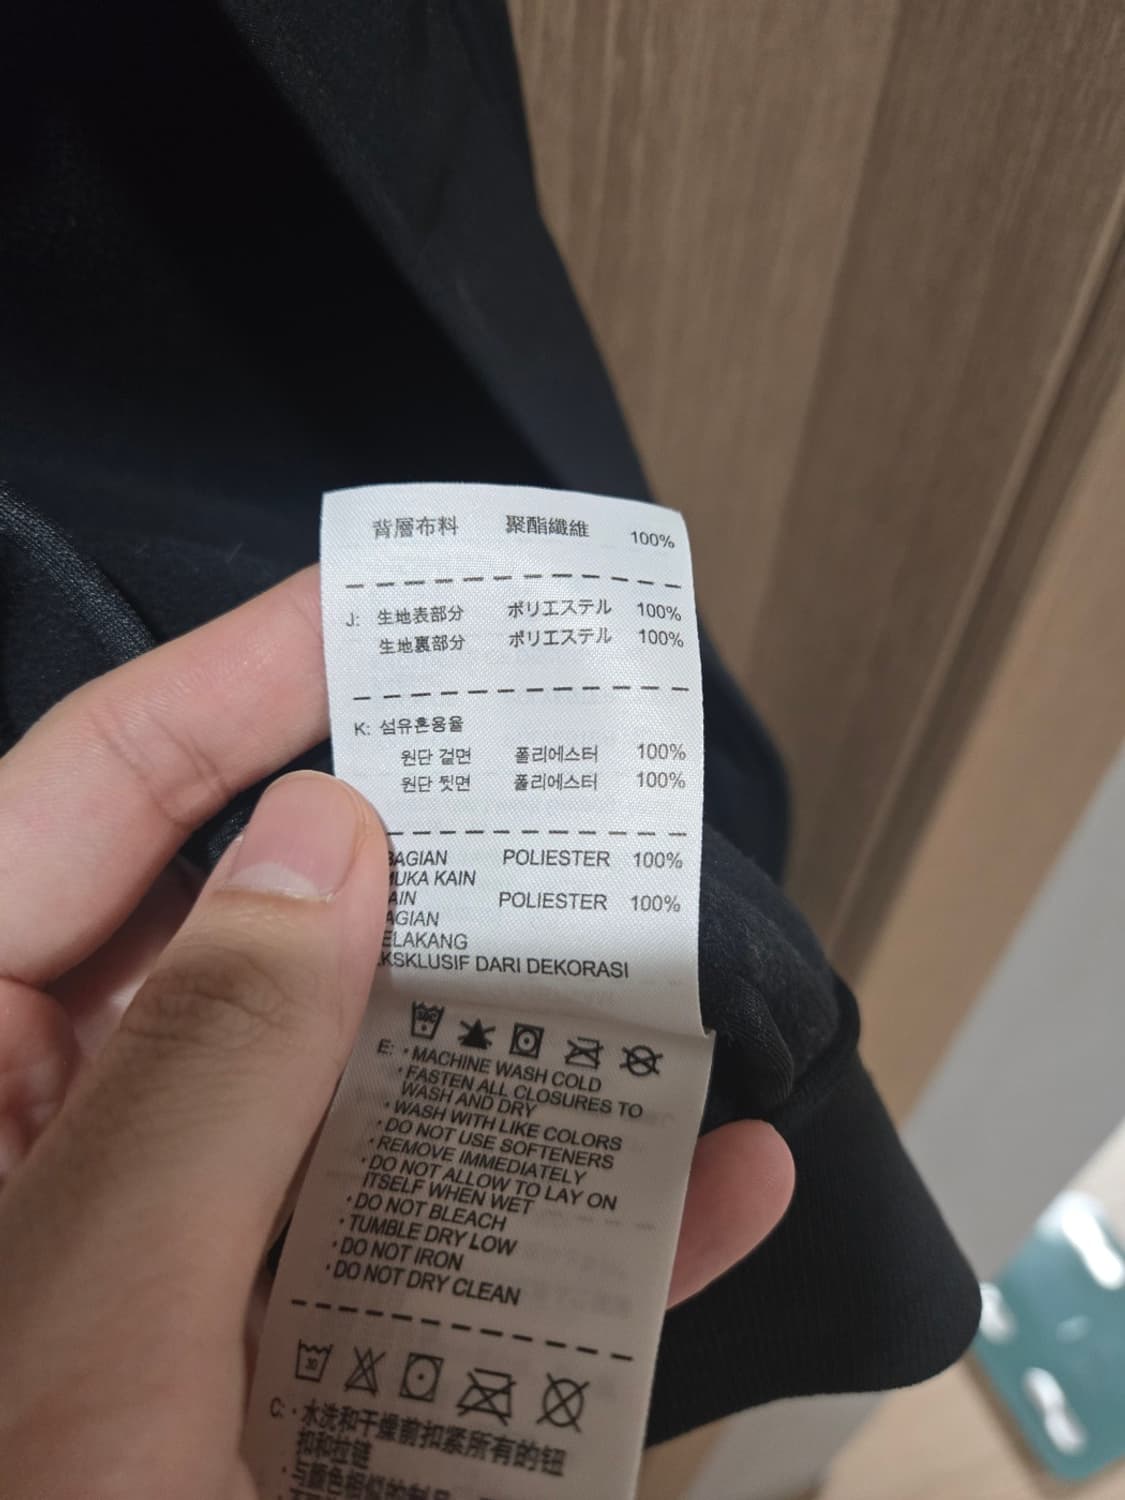 背層布料 聚酯纖維 100%
J: 生地表部分 ポリエステル 100%
生地裏部分 ポリエステル 100%
K: 섬유혼용율
원단 겉면 폴리에스터 100%
원단 뒷면 폴리에스터 100%
BAGIAN POLIESTER 100%
MUKA KAIN
AIN POLIESTER 100%
AGIAN
ELAKANG
KSKLUSIF DARI DEKORASI
E: · MACHINE WASH COLD
· FASTEN ALL CLOSURES TO
WASH AND DRY
· WASH WITH LIKE COLORS
· DO NOT USE SOFTENERS
· REMOVE IMMEDIATELY
· DO NOT ALLOW TO LAY ON
ITSELF WHEN WET
· DO NOT BLEACH
· TUMBLE DRY LOW
· DO NOT IRON
· DO NOT DRY CLEAN
C: · 水洗和干燥前扣紧所有的钮
扣和拉链